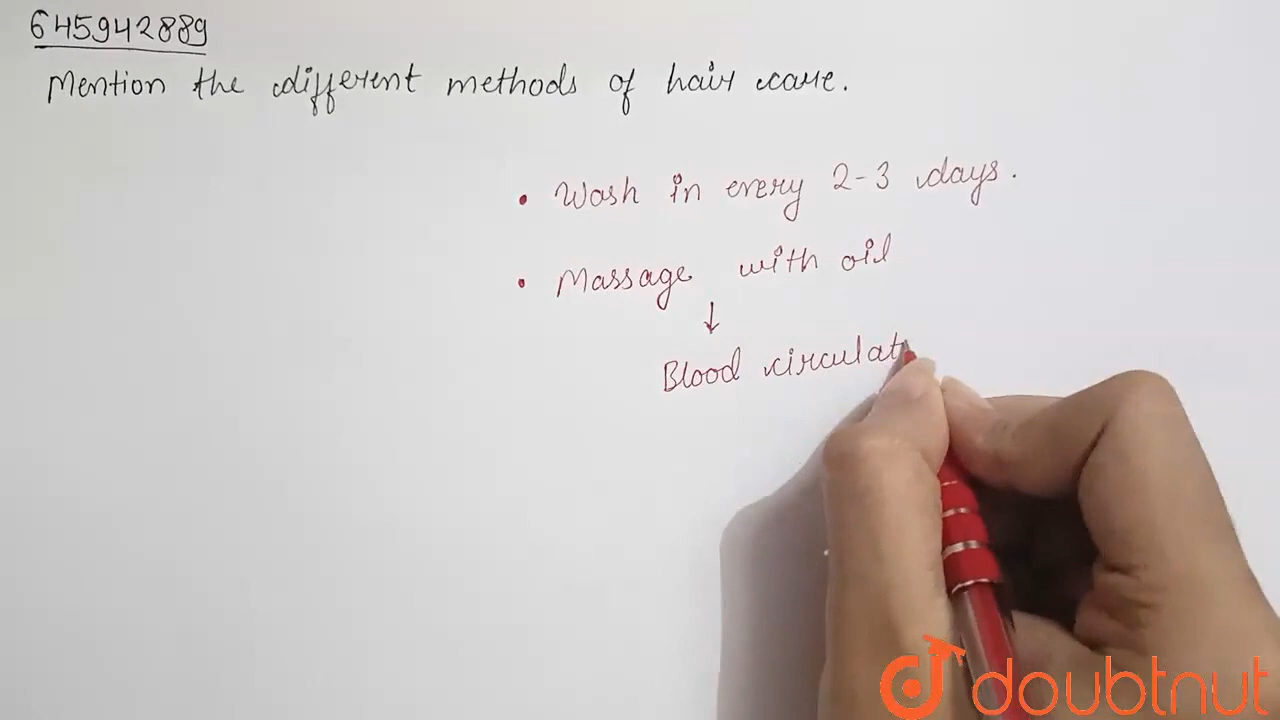 645942889
Mention the different methods of hair care.
• Wash in every 2-3 days.
• Massage with oil
↓
Blood circulat
doubtnut